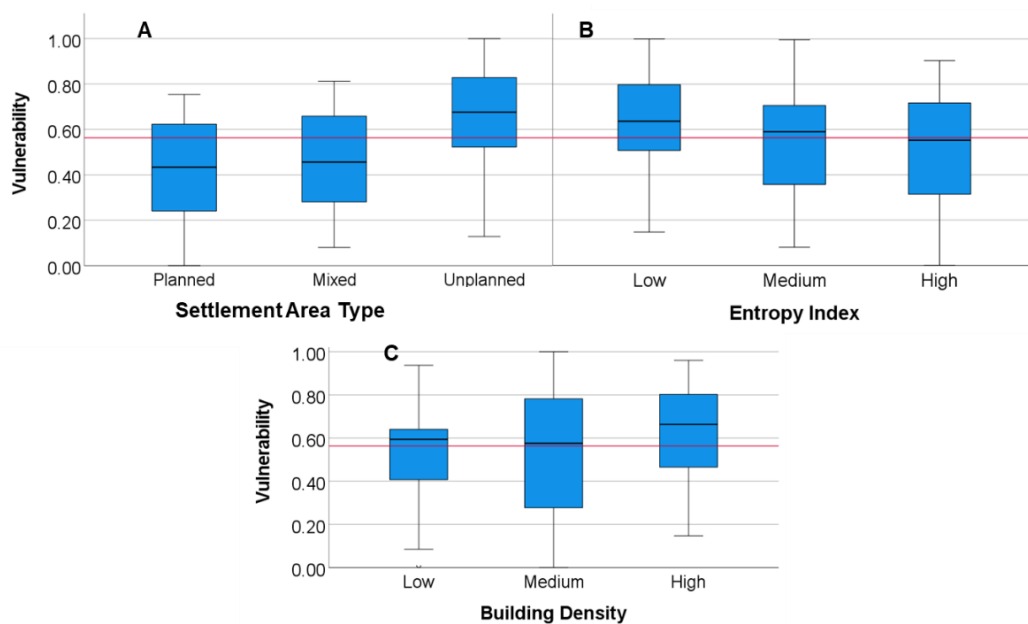 A
B
Vulnerability
1.00
0.80
0.60
0.40
0.20
0.00
Planned Mixed Unplanned
Low Medium High
Settlement Area Type
Entropy Index
C
Vulnerability
1.00
0.80
0.60
0.40
0.20
0.00
Low Medium High
Building Density